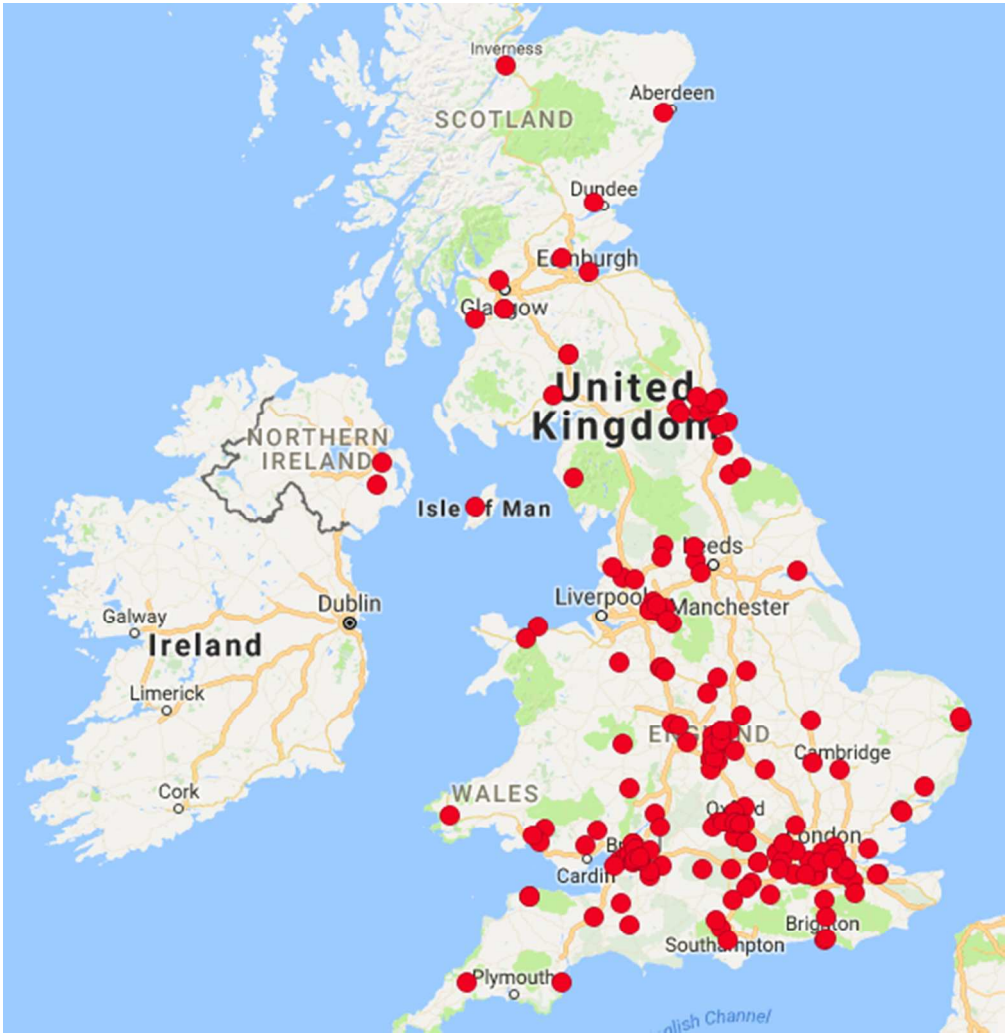 Inverness
Aberdeen
SCOTLAND
Dundee
Edinburgh
Glasgow
United
Kingdom
NORTHERN
IRELAND
Isle of Man
Leeds
Dublin
Liverpool
Manchester
Galway
Ireland
Limerick
ENGLAND
Cambridge
Cork
WALES
Oxford
London
Bristol
Cardiff
Brighton
Southampton
Plymouth
English Channel